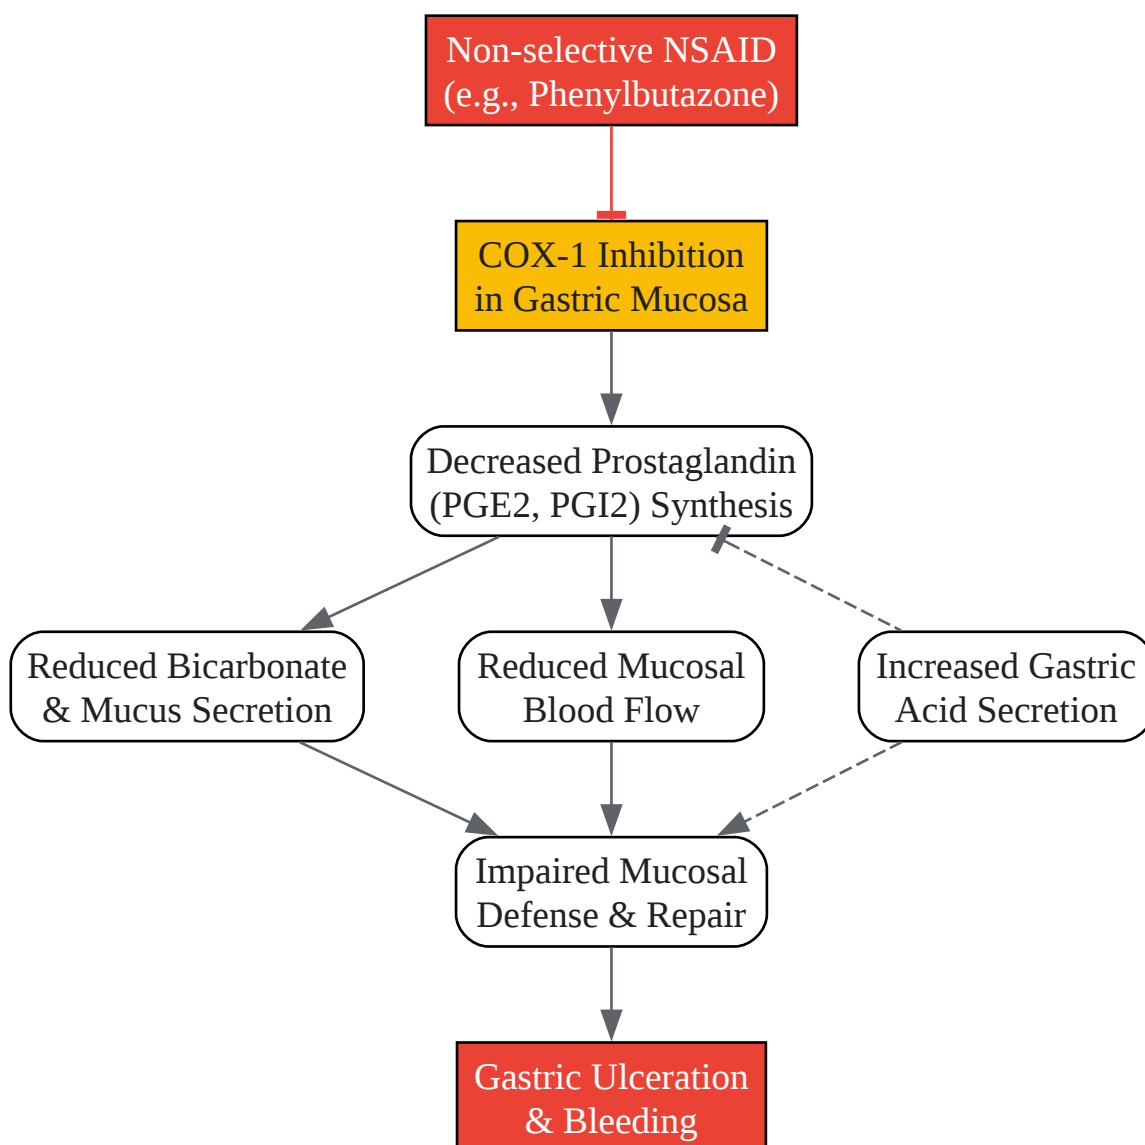 Non-selective NSAID
(e.g., Phenylbutazone)
COX-1 Inhibition
in Gastric Mucosa
Decreased Prostaglandin
(PGE2, PGI2) Synthesis
Reduced Bicarbonate
& Mucus Secretion
Reduced Mucosal
Blood Flow
Increased Gastric
Acid Secretion
Impaired Mucosal
Defense & Repair
Gastric Ulceration
& Bleeding